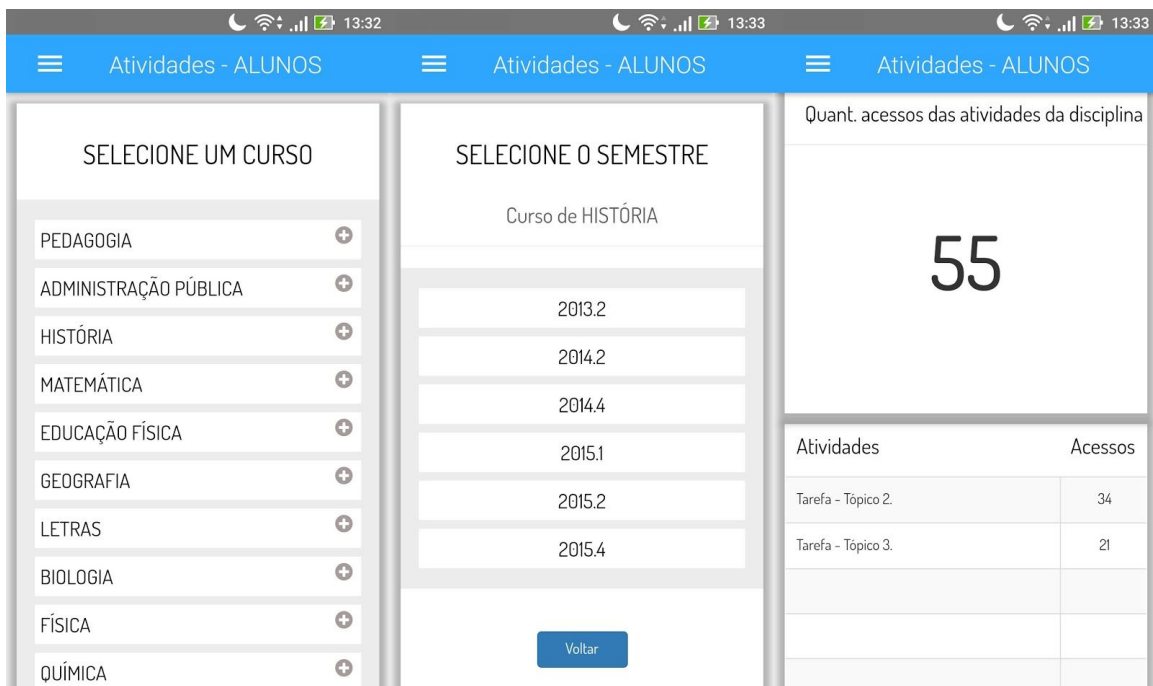 13:32
Atividades - ALUNOS
SELECIONE UM CURSO
PEDAGOGIA
ADMINISTRAÇÃO PÚBLICA
HISTÓRIA
MATEMÁTICA
EDUCAÇÃO FÍSICA
GEOGRAFIA
LETRAS
BIOLOGIA
FÍSICA
QUÍMICA
13:33
Atividades - ALUNOS
SELECIONE O SEMESTRE
Curso de HISTÓRIA
2013.2
2014.2
2014.4
2015.1
2015.2
2015.4
Voltar
13:33
Atividades - ALUNOS
Quant. acessos das atividades da disciplina
55
Atividades Acessos
Tarefa - Tópico 2. 34
Tarefa - Tópico 3. 21